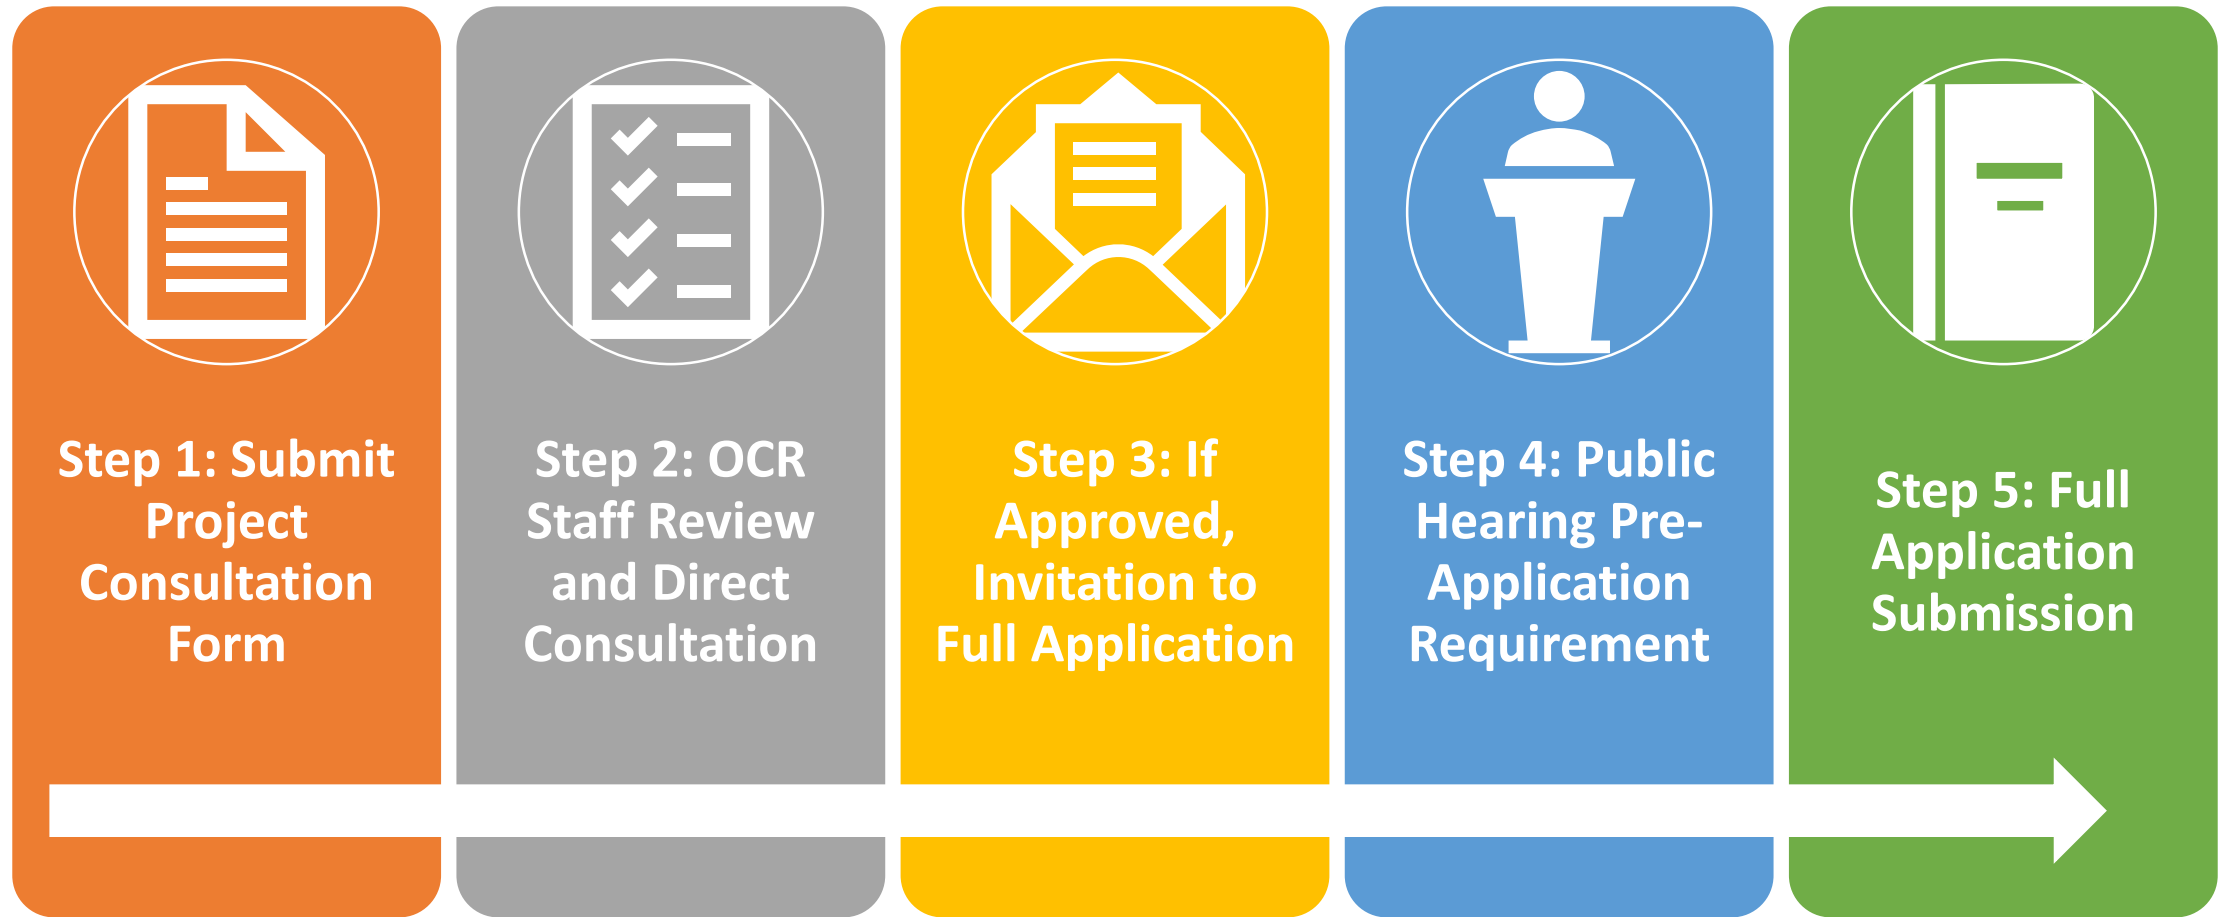 Step 1: Submit
Project
Consultation
Form
Step 2: OCR
Staff Review
and Direct
Consultation
Step 3: If
Approved,
Invitation to
Full Application
Step 4: Public
Hearing Pre-
Application
Requirement
Step 5: Full
Application
Submission